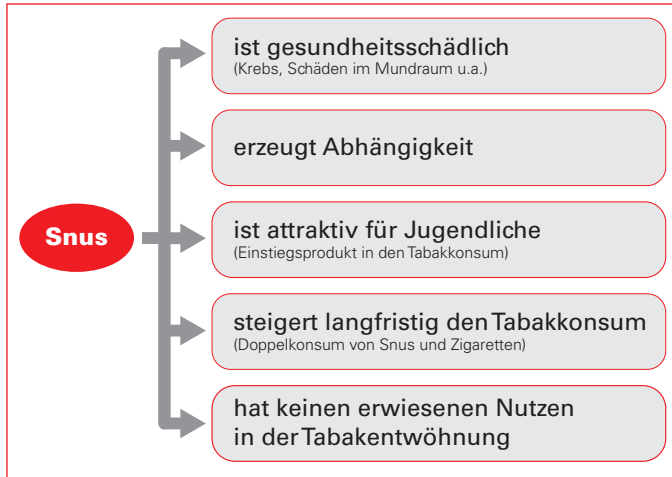 Snus
ist gesundheitsschädlich
(Krebs, Schäden im Mundraum u.a.)
erzeugt Abhängigkeit
ist attraktiv für Jugendliche
(Einstiegsprodukt in den Tabakkonsum)
steigert langfristig den Tabakkonsum
(Doppelkonsum von Snus und Zigaretten)
hat keinen erwiesenen Nutzen
in der Tabakentwöhnung